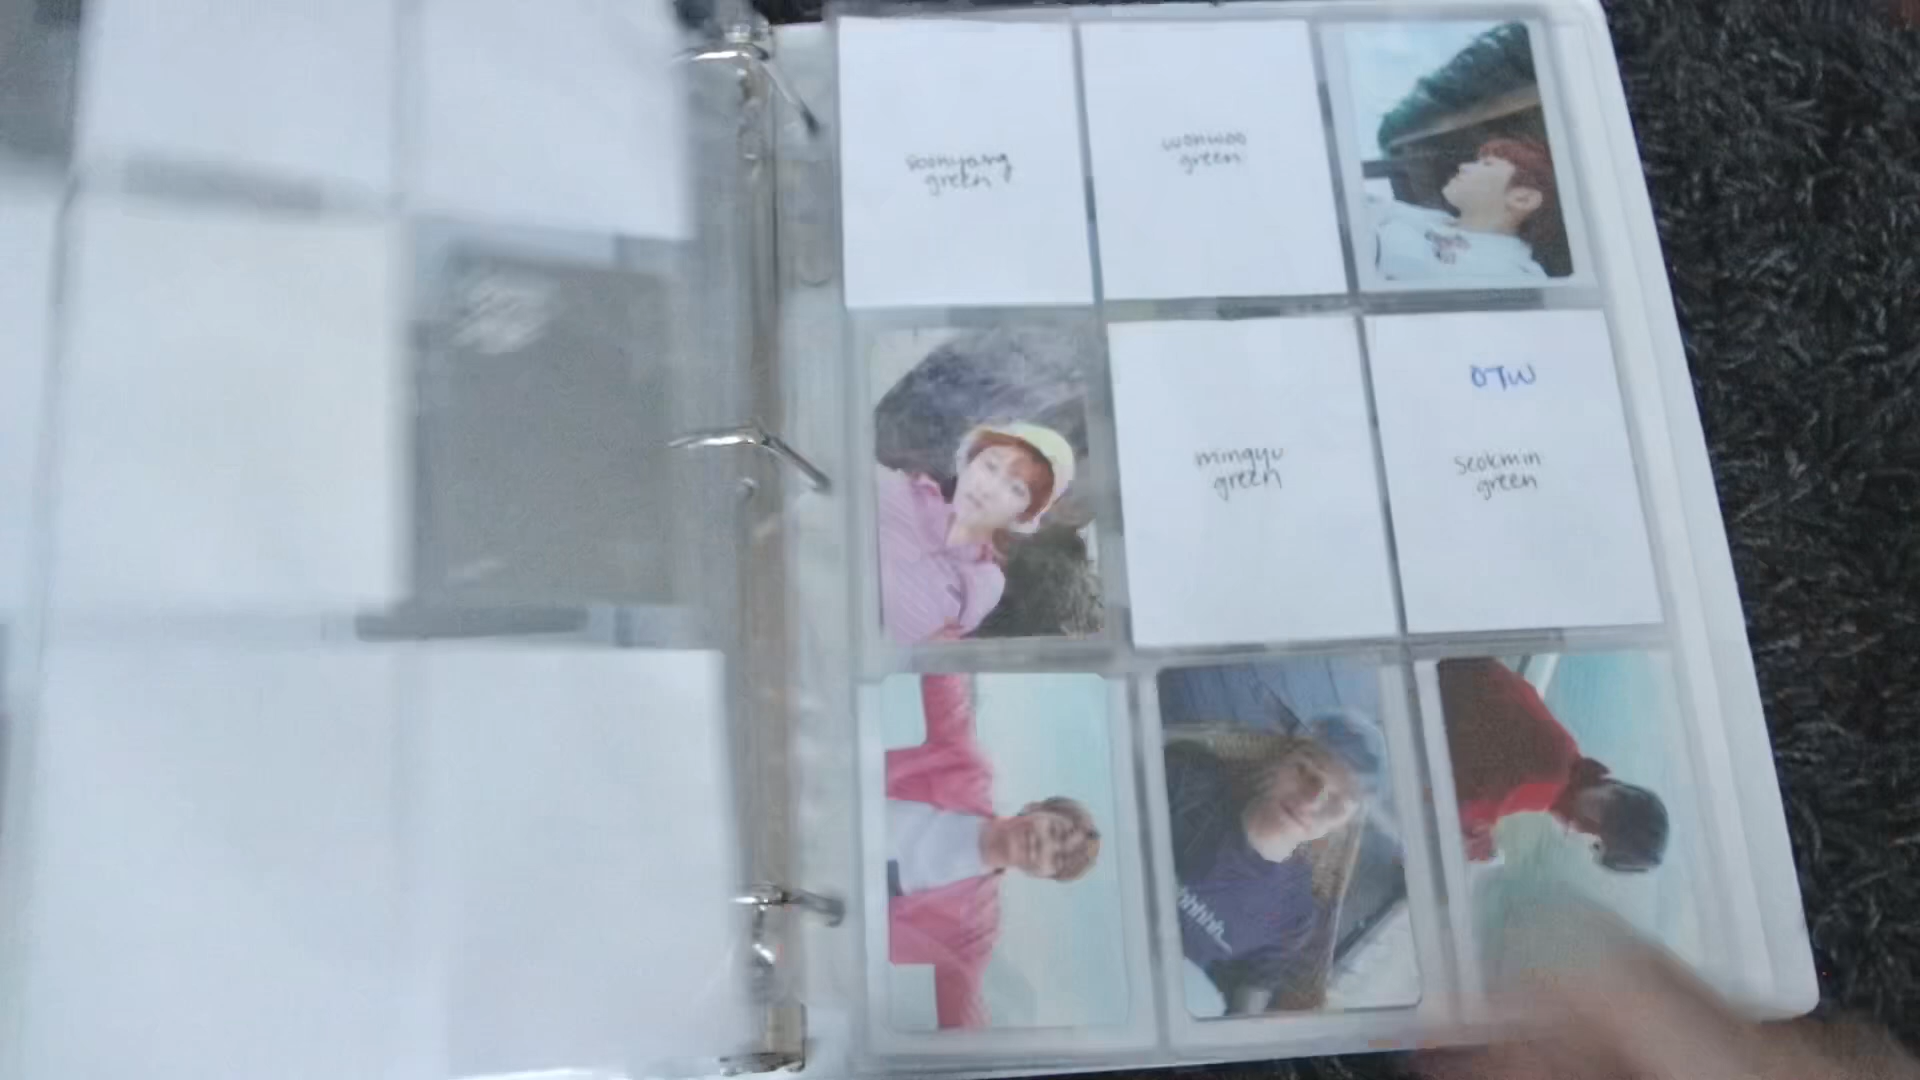 soonyoung
green
wonwoo
green
mingyu
green
OTW
seokmin
green